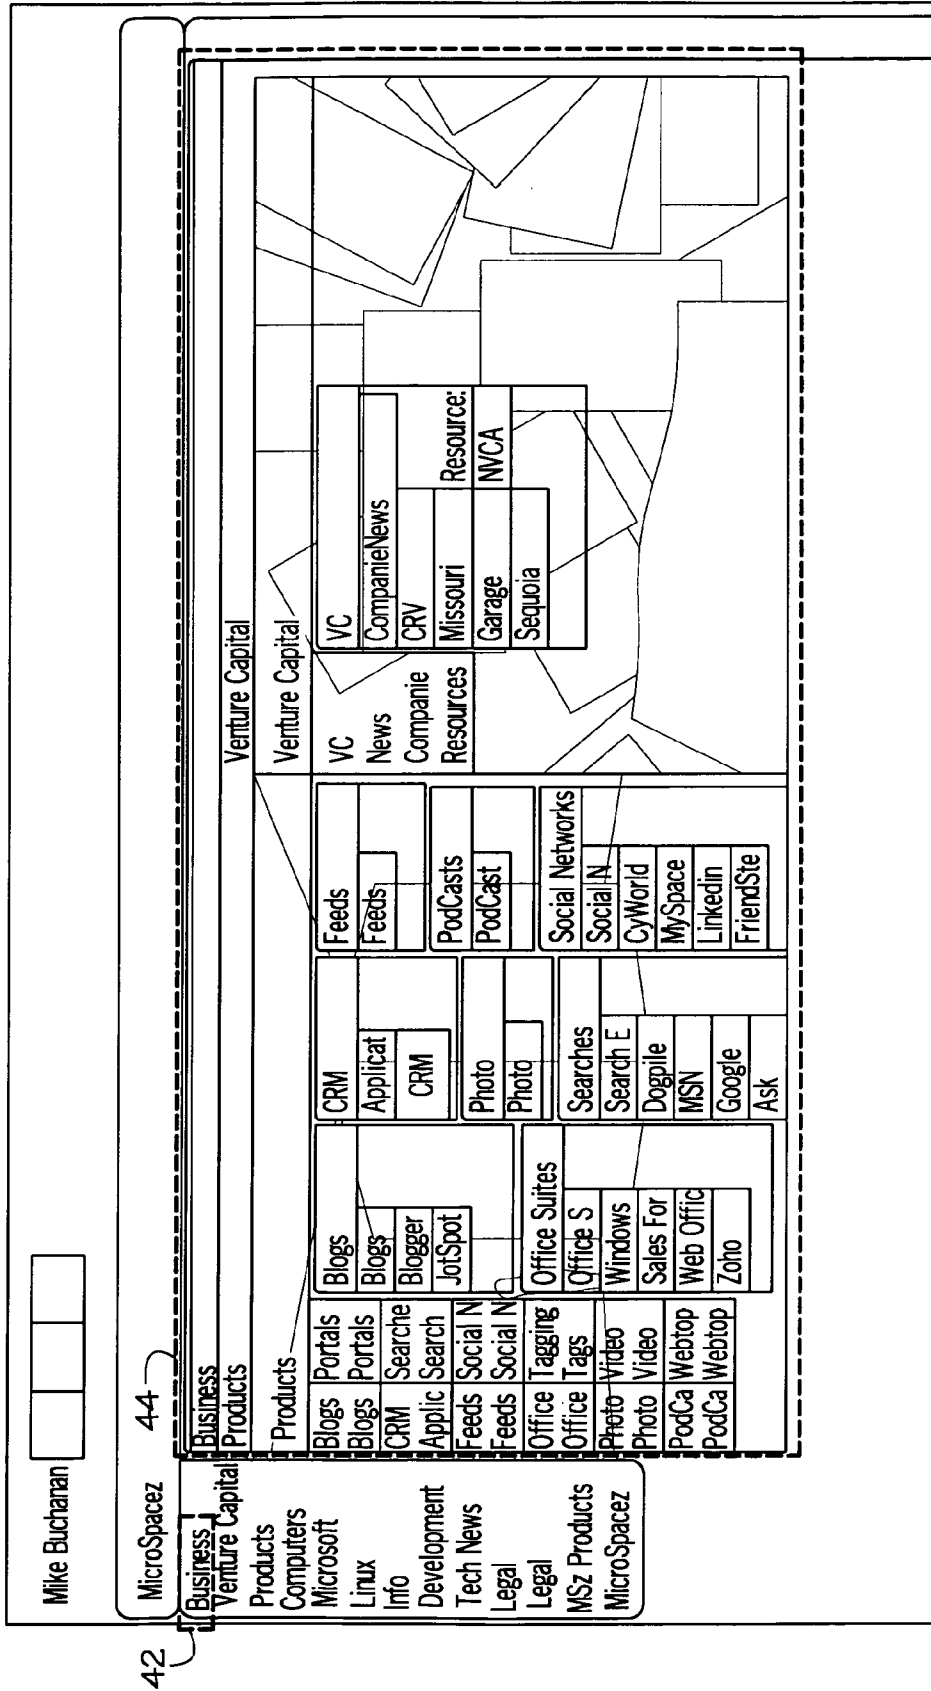 Mike Buchanan
MicroSpacez
42
44
Business
Venture Capital
Products
Computers
Microsoft
Linux
Info
Development
Tech News
Legal
Legal
MSz Products
MicroSpacez
Business
Products
Venture Capital
Products
Blogs Portals
Blogs Portals
CRM Searche
Applic Search
Feeds Social N
Feeds Social N
Office Tagging
Office Tags
Photo Video
Photo Video
PodCa Webtop
PodCa Webtop
Blogs
Blogs
Blogger
JotSpot
Office Suites
Office S
Windows
Sales For
Web Offic
Zoho
CRM
Applicat
CRM
Photo
Photo
Searches
Search E
Dogpile
MSN
Google
Ask
Feeds
Feeds
PodCasts
PodCast
Social Networks
Social N
CyWorld
MySpace
Linkedin
FriendSte
Venture Capital
VC
News
Companie
Resources
VC
CompanieNews
CRV
Missouri
Garage
Sequoia
Resource:
NVCA